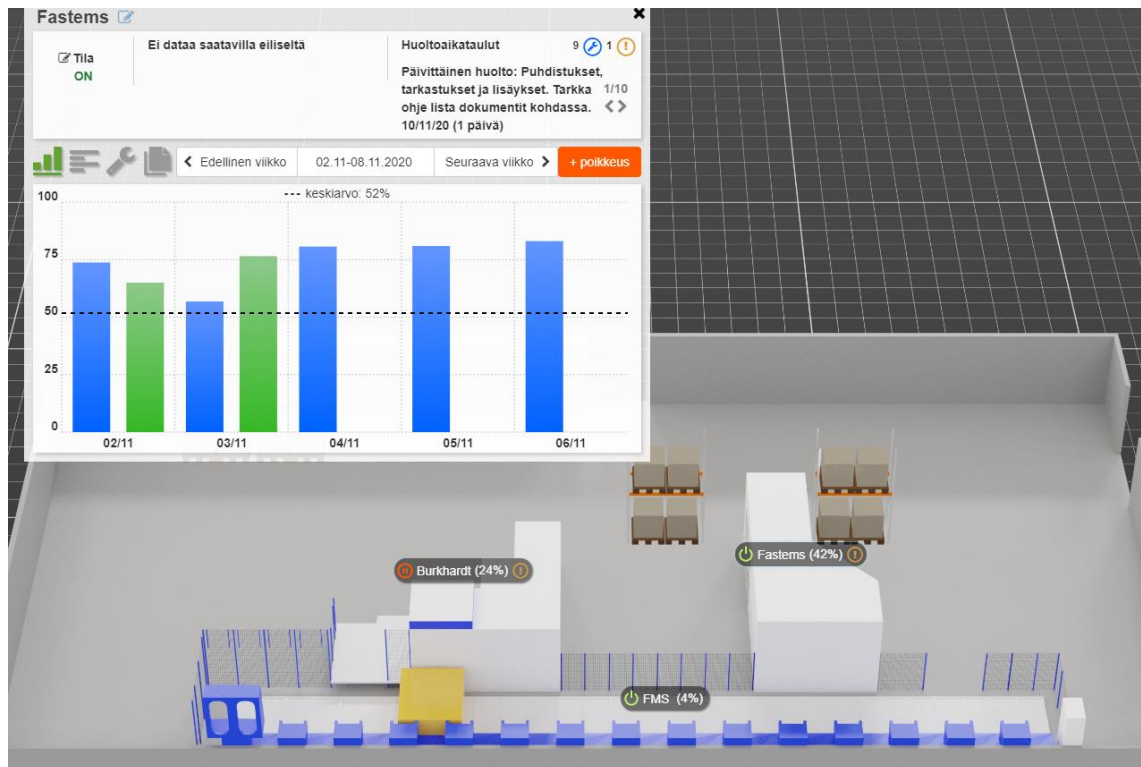 Fastems
Tila
ON
Ei dataa saatavilla eiliseltä
Huoltoaikataulut
9 1
Päivittäinen huolto: Puhdistukset,
tarkastukset ja lisäykset. Tarkka
ohje lista dokumentit kohdassa.
10/11/20 (1 päivä)
1/10
Edellinen viikko
02.11-08.11.2020
Seuraava viikko
+ poikkeus
--- keskiarvo: 52%
100
75
50
25
0
02/11
03/11
04/11
05/11
06/11
Fastems (42%)
Burkhardt (24%)
FMS (4%)